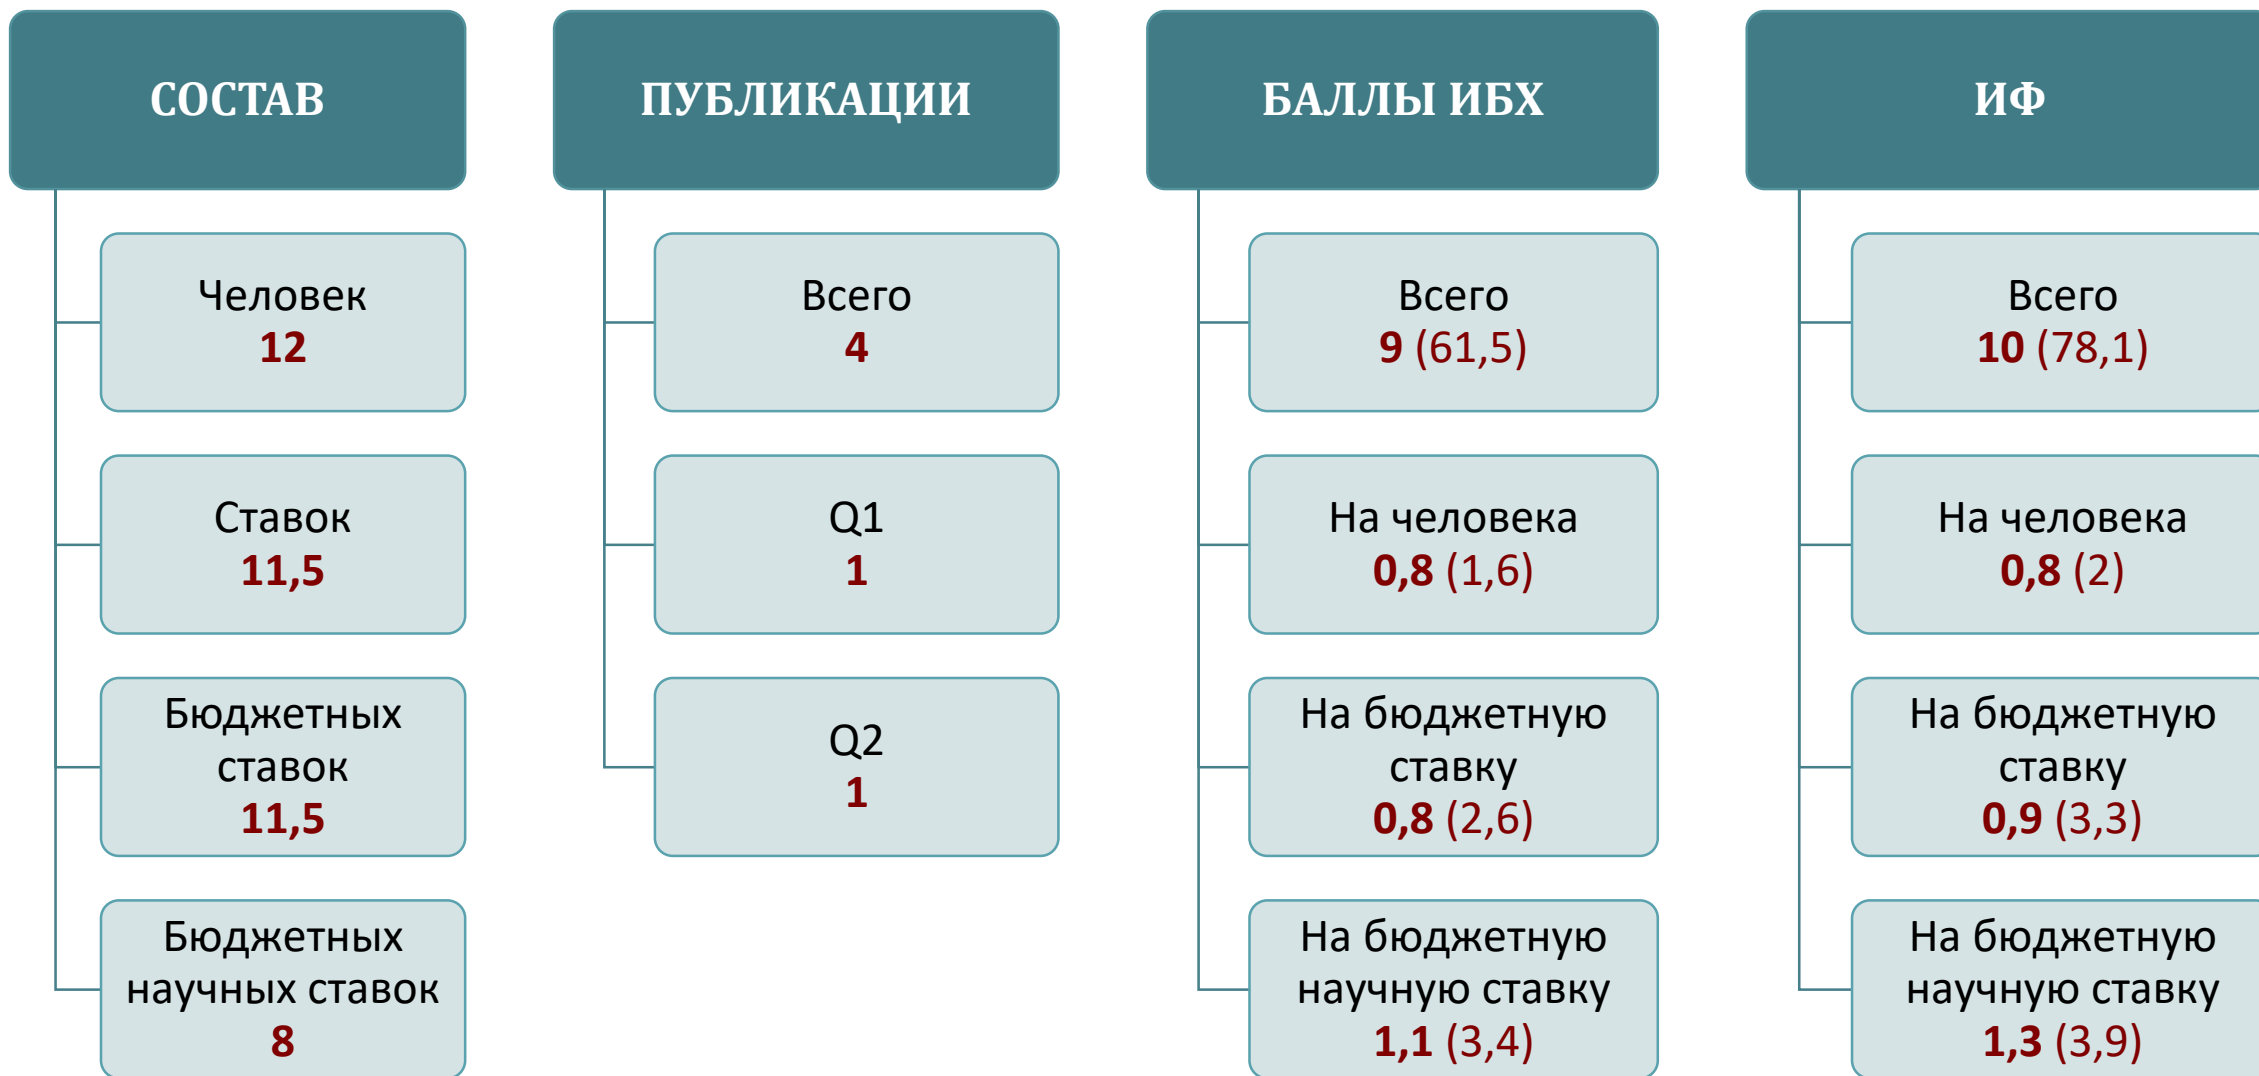 СОСТАВ
Человек
12
Ставок
11,5
Бюджетных
ставок
11,5
Бюджетных
научных ставок
8
ПУБЛИКАЦИИ
Всего
4
Q1
1
Q2
1
БАЛЛЫ ИБХ
Всего
9 (61,5)
На человека
0,8 (1,6)
На бюджетную
ставку
0,8 (2,6)
На бюджетную
научную ставку
1,1 (3,4)
ИФ
Всего
10 (78,1)
На человека
0,8 (2)
На бюджетную
ставку
0,9 (3,3)
На бюджетную
научную ставку
1,3 (3,9)